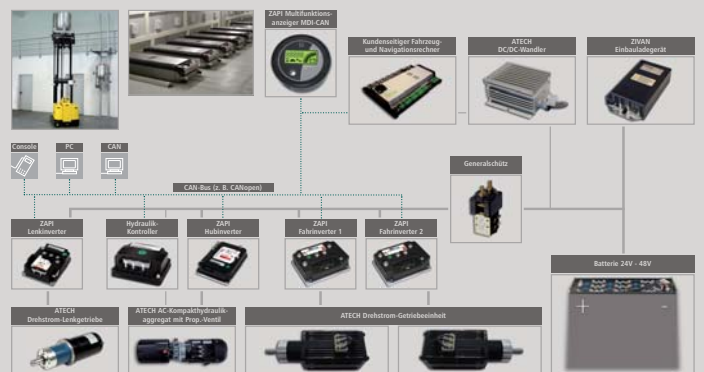 ZAPI Multifunktions-
anzeiger MDI-CAN
Kundenseitiger Fahrzeug-
und Navigationsrechner
ATECH
DC/DC-Wandler
ZIVAN
Einbauladegerät
Console
PC
CAN
Generalschütz
CAN-Bus (z. B. CANopen)
ZAPI
Lenkinverter
Hydraulik-
Kontroller
ZAPI
Hubinverter
ZAPI
Fahrinverter 1
ZAPI
Fahrinverter 2
Batterie 24V - 48V
ATECH
Drehstrom-Lenkgetriebe
ATECH AC-Kompakthydraulik-
aggregat mit Prop.-Ventil
ATECH Drehstrom-Getriebeeinheit
+ -